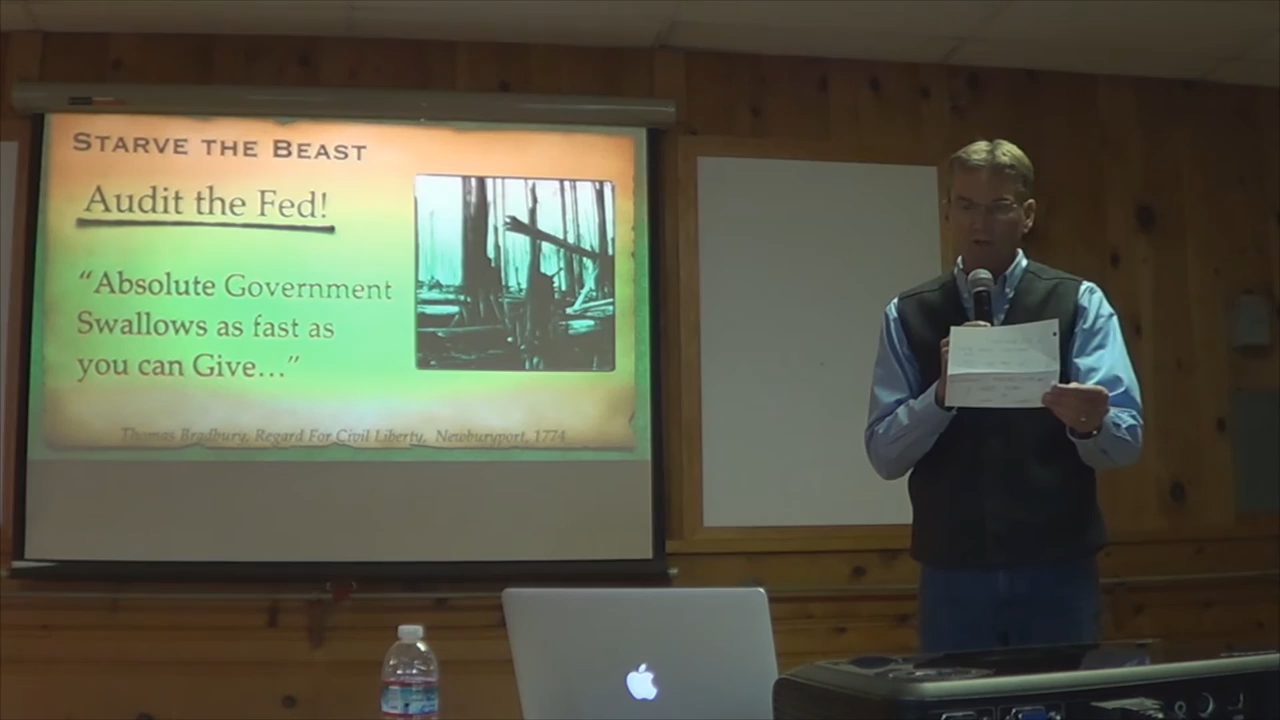 STARVE THE BEAST
Audit the Fed!
“Absolute Government
Swallows as fast as
you can Give...”
Thomas Bradbury, Regard For Civil Liberty, Newburyport, 1774